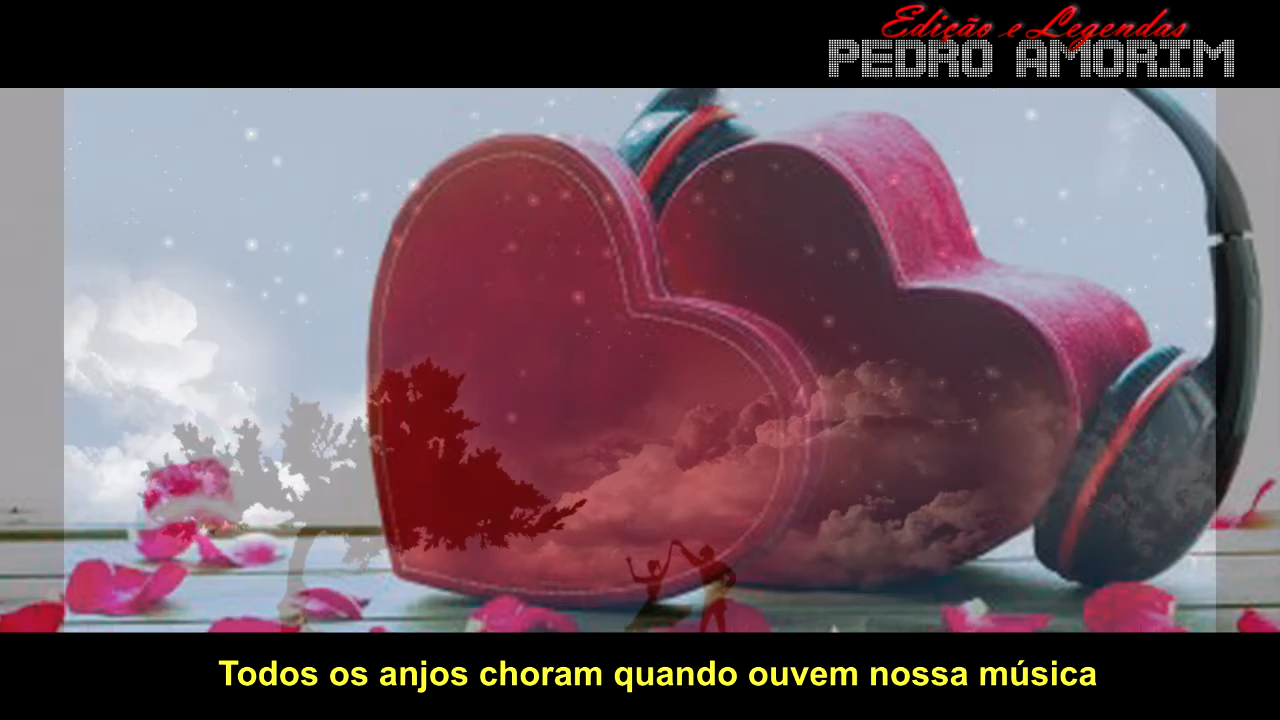 Edição e Legendas
PEDRO AMORIM
Todos os anjos choram quando ouvem nossa música